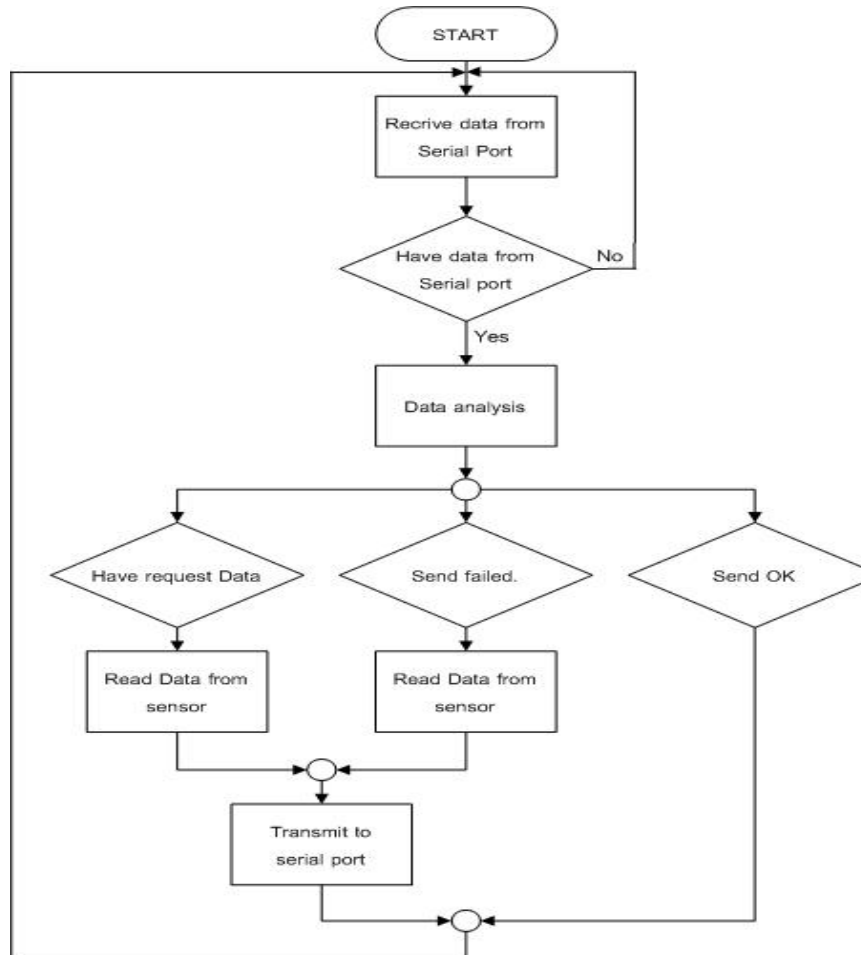 START
Recrive data from
Serial Port
Have data from
Serial port
No
Yes
Data analysis
Have request Data
Send failed.
Send OK
Read Data from
sensor
Read Data from
sensor
Transmit to
serial port